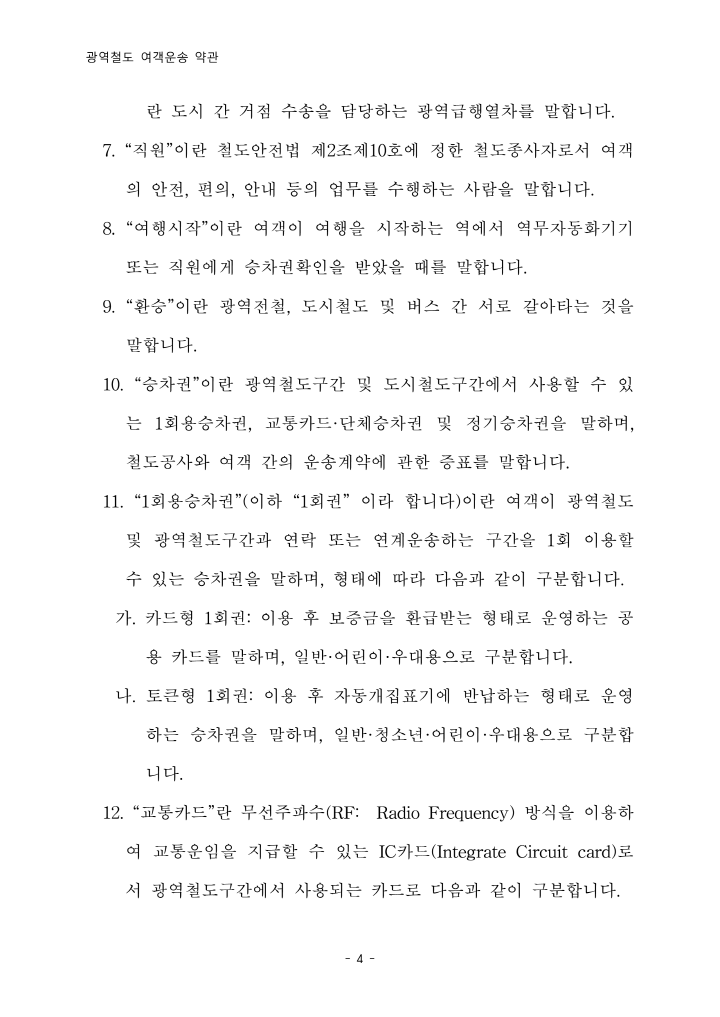 광역철도 여객운송 약관
란 도시 간 거점 수송을 담당하는 광역급행열차를 말합니다.
7. “직원”이란 철도안전법 제2조제10호에 정한 철도종사자로서 여객
의 안전, 편의, 안내 등의 업무를 수행하는 사람을 말합니다.
8. “여행시작”이란 여객이 여행을 시작하는 역에서 역무자동화기기
또는 직원에게 승차권확인을 받았을 때를 말합니다.
9. “환승”이란 광역전철, 도시철도 및 버스 간 서로 갈아타는 것을
말합니다.
10. “승차권”이란 광역철도구간 및 도시철도구간에서 사용할 수 있
는 1회용승차권, 교통카드·단체승차권 및 정기승차권을 말하며,
철도공사와 여객 간의 운송계약에 관한 증표를 말합니다.
11. “1회용승차권”(이하 “1회권” 이라 합니다)이란 여객이 광역철도
및 광역철도구간과 연락 또는 연계운송하는 구간을 1회 이용할
수 있는 승차권을 말하며, 형태에 따라 다음과 같이 구분합니다.
가. 카드형 1회권: 이용 후 보증금을 환급받는 형태로 운영하는 공
용 카드를 말하며, 일반·어린이·우대용으로 구분합니다.
나. 토큰형 1회권: 이용 후 자동개집표기에 반납하는 형태로 운영
하는 승차권을 말하며, 일반·청소년·어린이·우대용으로 구분합
니다.
12. “교통카드”란 무선주파수(RF: Radio Frequency) 방식을 이용하
여 교통운임을 지급할 수 있는 IC카드(Integrate Circuit card)로
서 광역철도구간에서 사용되는 카드로 다음과 같이 구분합니다.
- 4 -